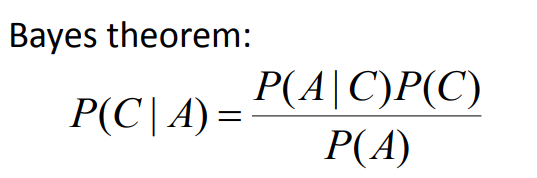 Bayes theorem:
P(C | A) = P(A | C)P(C) / P(A)